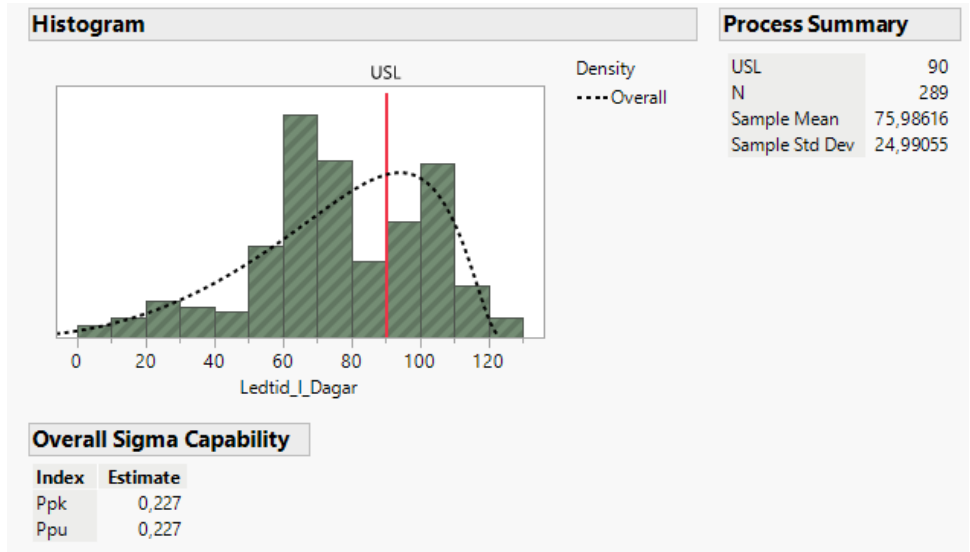 Histogram
USL
Density
Overall
0 20 40 60 80 100 120
Ledtid_I_Dagar
Process Summary
USL 90
N 289
Sample Mean 75,98616
Sample Std Dev 24,99055
Overall Sigma Capability
Index Estimate
Ppk 0,227
Ppu 0,227